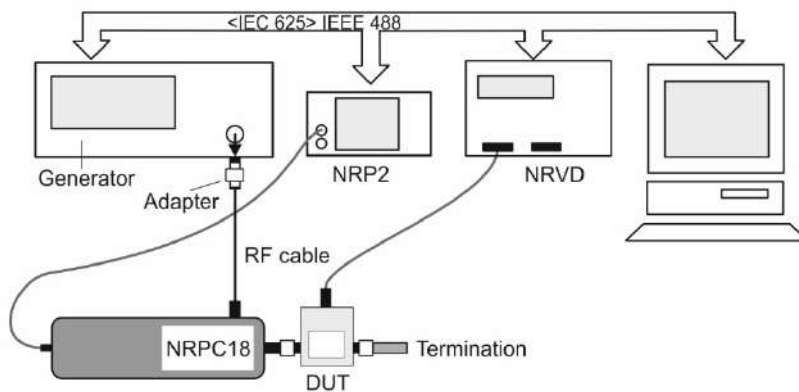 <IEC 625> IEEE 488
Generator
Adapter
NRP2
NRVD
RF cable
NRPC18
DUT
Termination